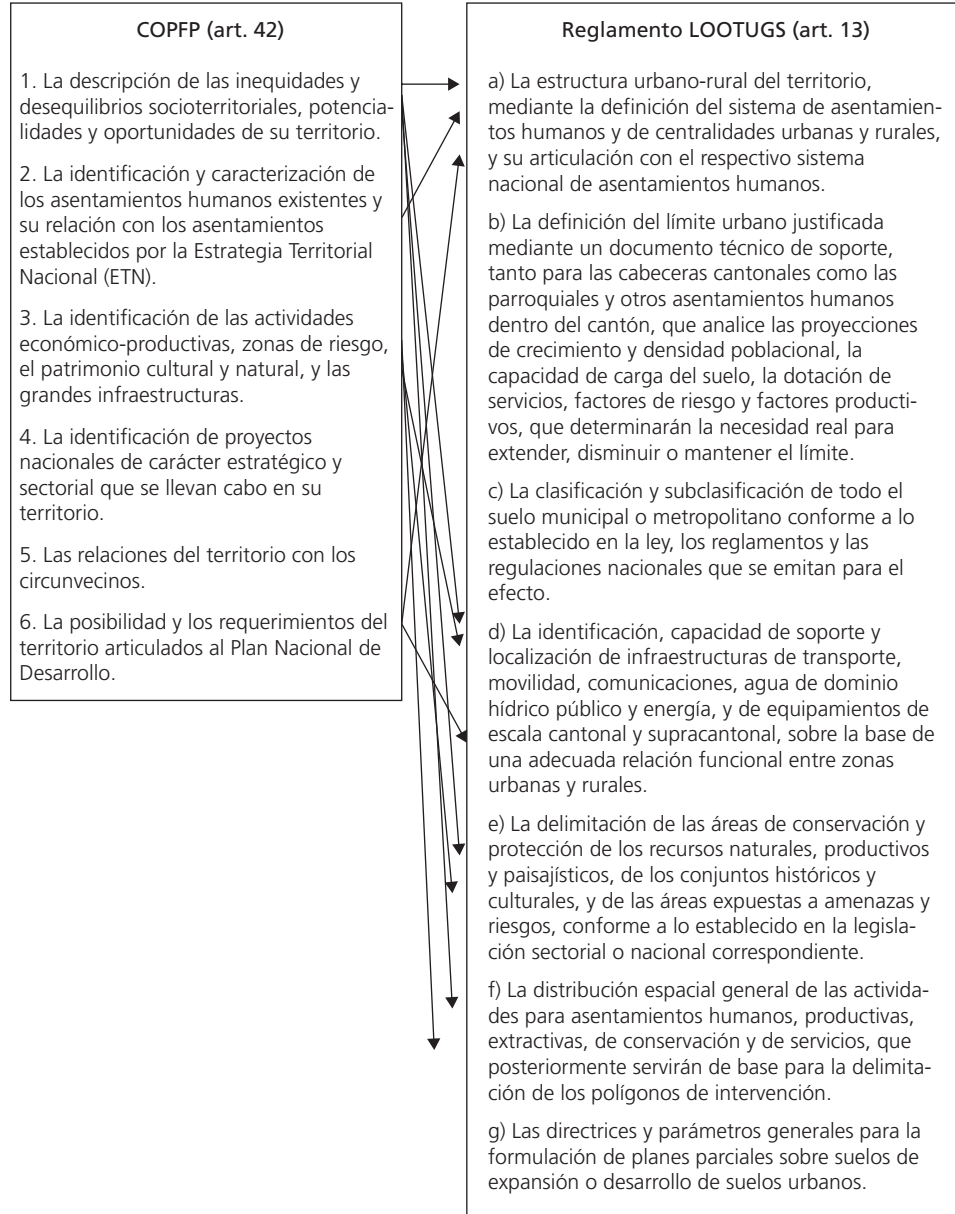 COPFP (art. 42)
1. La descripción de las inequidades y
desequilibrios socioterritoriales, potencia-
lidades y oportunidades de su territorio.
2. La identificación y caracterización de
los asentamientos humanos existentes y
su relación con los asentamientos
establecidos por la Estrategia Territorial
Nacional (ETN).
3. La identificación de las actividades
económico-productivas, zonas de riesgo,
el patrimonio cultural y natural, y las
grandes infraestructuras.
4. La identificación de proyectos
nacionales de carácter estratégico y
sectorial que se llevan cabo en su
territorio.
5. Las relaciones del territorio con los
circunvecinos.
6. La posibilidad y los requerimientos del
territorio articulados al Plan Nacional de
Desarrollo.
Reglamento LOOTUGS (art. 13)
a) La estructura urbano-rural del territorio,
mediante la definición del sistema de asentamien-
tos humanos y de centralidades urbanas y rurales,
y su articulación con el respectivo sistema
nacional de asentamientos humanos.
b) La definición del límite urbano justificada
mediante un documento técnico de soporte,
tanto para las cabeceras cantonales como las
parroquiales y otros asentamientos humanos
dentro del cantón, que analice las proyecciones
de crecimiento y densidad poblacional, la
capacidad de carga del suelo, la dotación de
servicios, factores de riesgo y factores producti-
vos, que determinarán la necesidad real para
extender, disminuir o mantener el límite.
c) La clasificación y subclasificación de todo el
suelo municipal o metropolitano conforme a lo
establecido en la ley, los reglamentos y las
regulaciones nacionales que se emitan para el
efecto.
d) La identificación, capacidad de soporte y
localización de infraestructuras de transporte,
movilidad, comunicaciones, agua de dominio
hídrico público y energía, y de equipamientos de
escala cantonal y supracantonal, sobre la base de
una adecuada relación funcional entre zonas
urbanas y rurales.
e) La delimitación de las áreas de conservación y
protección de los recursos naturales, productivos
y paisajísticos, de los conjuntos históricos y
culturales, y de las áreas expuestas a amenazas y
riesgos, conforme a lo establecido en la legisla-
ción sectorial o nacional correspondiente.
f) La distribución espacial general de las activida-
des para asentamientos humanos, productivas,
extractivas, de conservación y de servicios, que
posteriormente servirán de base para la delimita-
ción de los polígonos de intervención.
g) Las directrices y parámetros generales para la
formulación de planes parciales sobre suelos de
expansión o desarrollo de suelos urbanos.